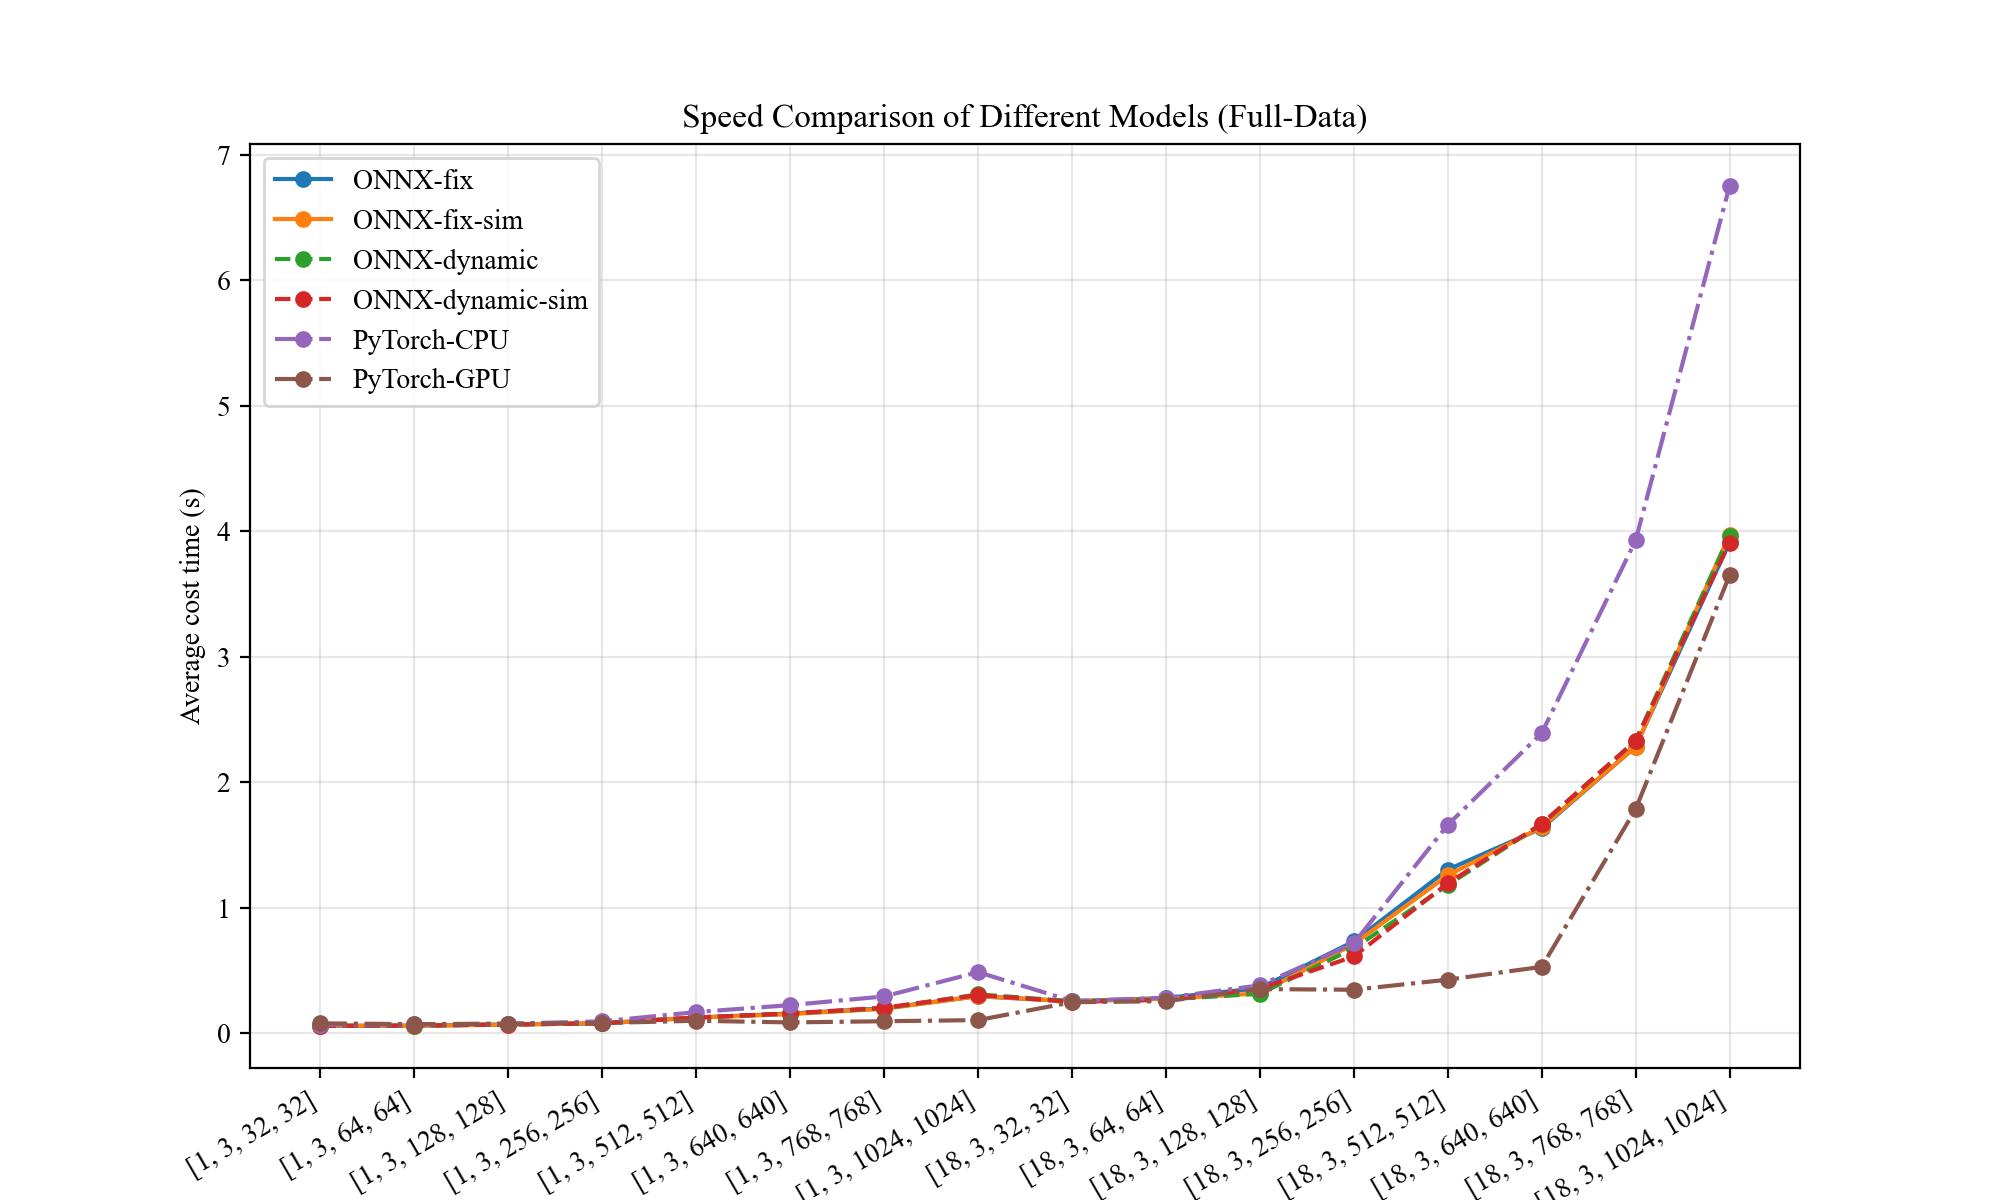 Speed Comparison of Different Models (Full-Data)
7
6
5
4
3
2
1
0
Average cost time (s)
ONNX-fix
ONNX-fix-sim
ONNX-dynamic
ONNX-dynamic-sim
PyTorch-CPU
PyTorch-GPU
[1, 3, 32, 32]
[1, 3, 64, 64]
[1, 3, 128, 128]
[1, 3, 256, 256]
[1, 3, 512, 512]
[1, 3, 640, 640]
[1, 3, 768, 768]
[1, 3, 1024, 1024]
[18, 3, 32, 32]
[18, 3, 64, 64]
[18, 3, 128, 128]
[18, 3, 256, 256]
[18, 3, 512, 512]
[18, 3, 640, 640]
[18, 3, 768, 768]
[18, 3, 1024, 1024]